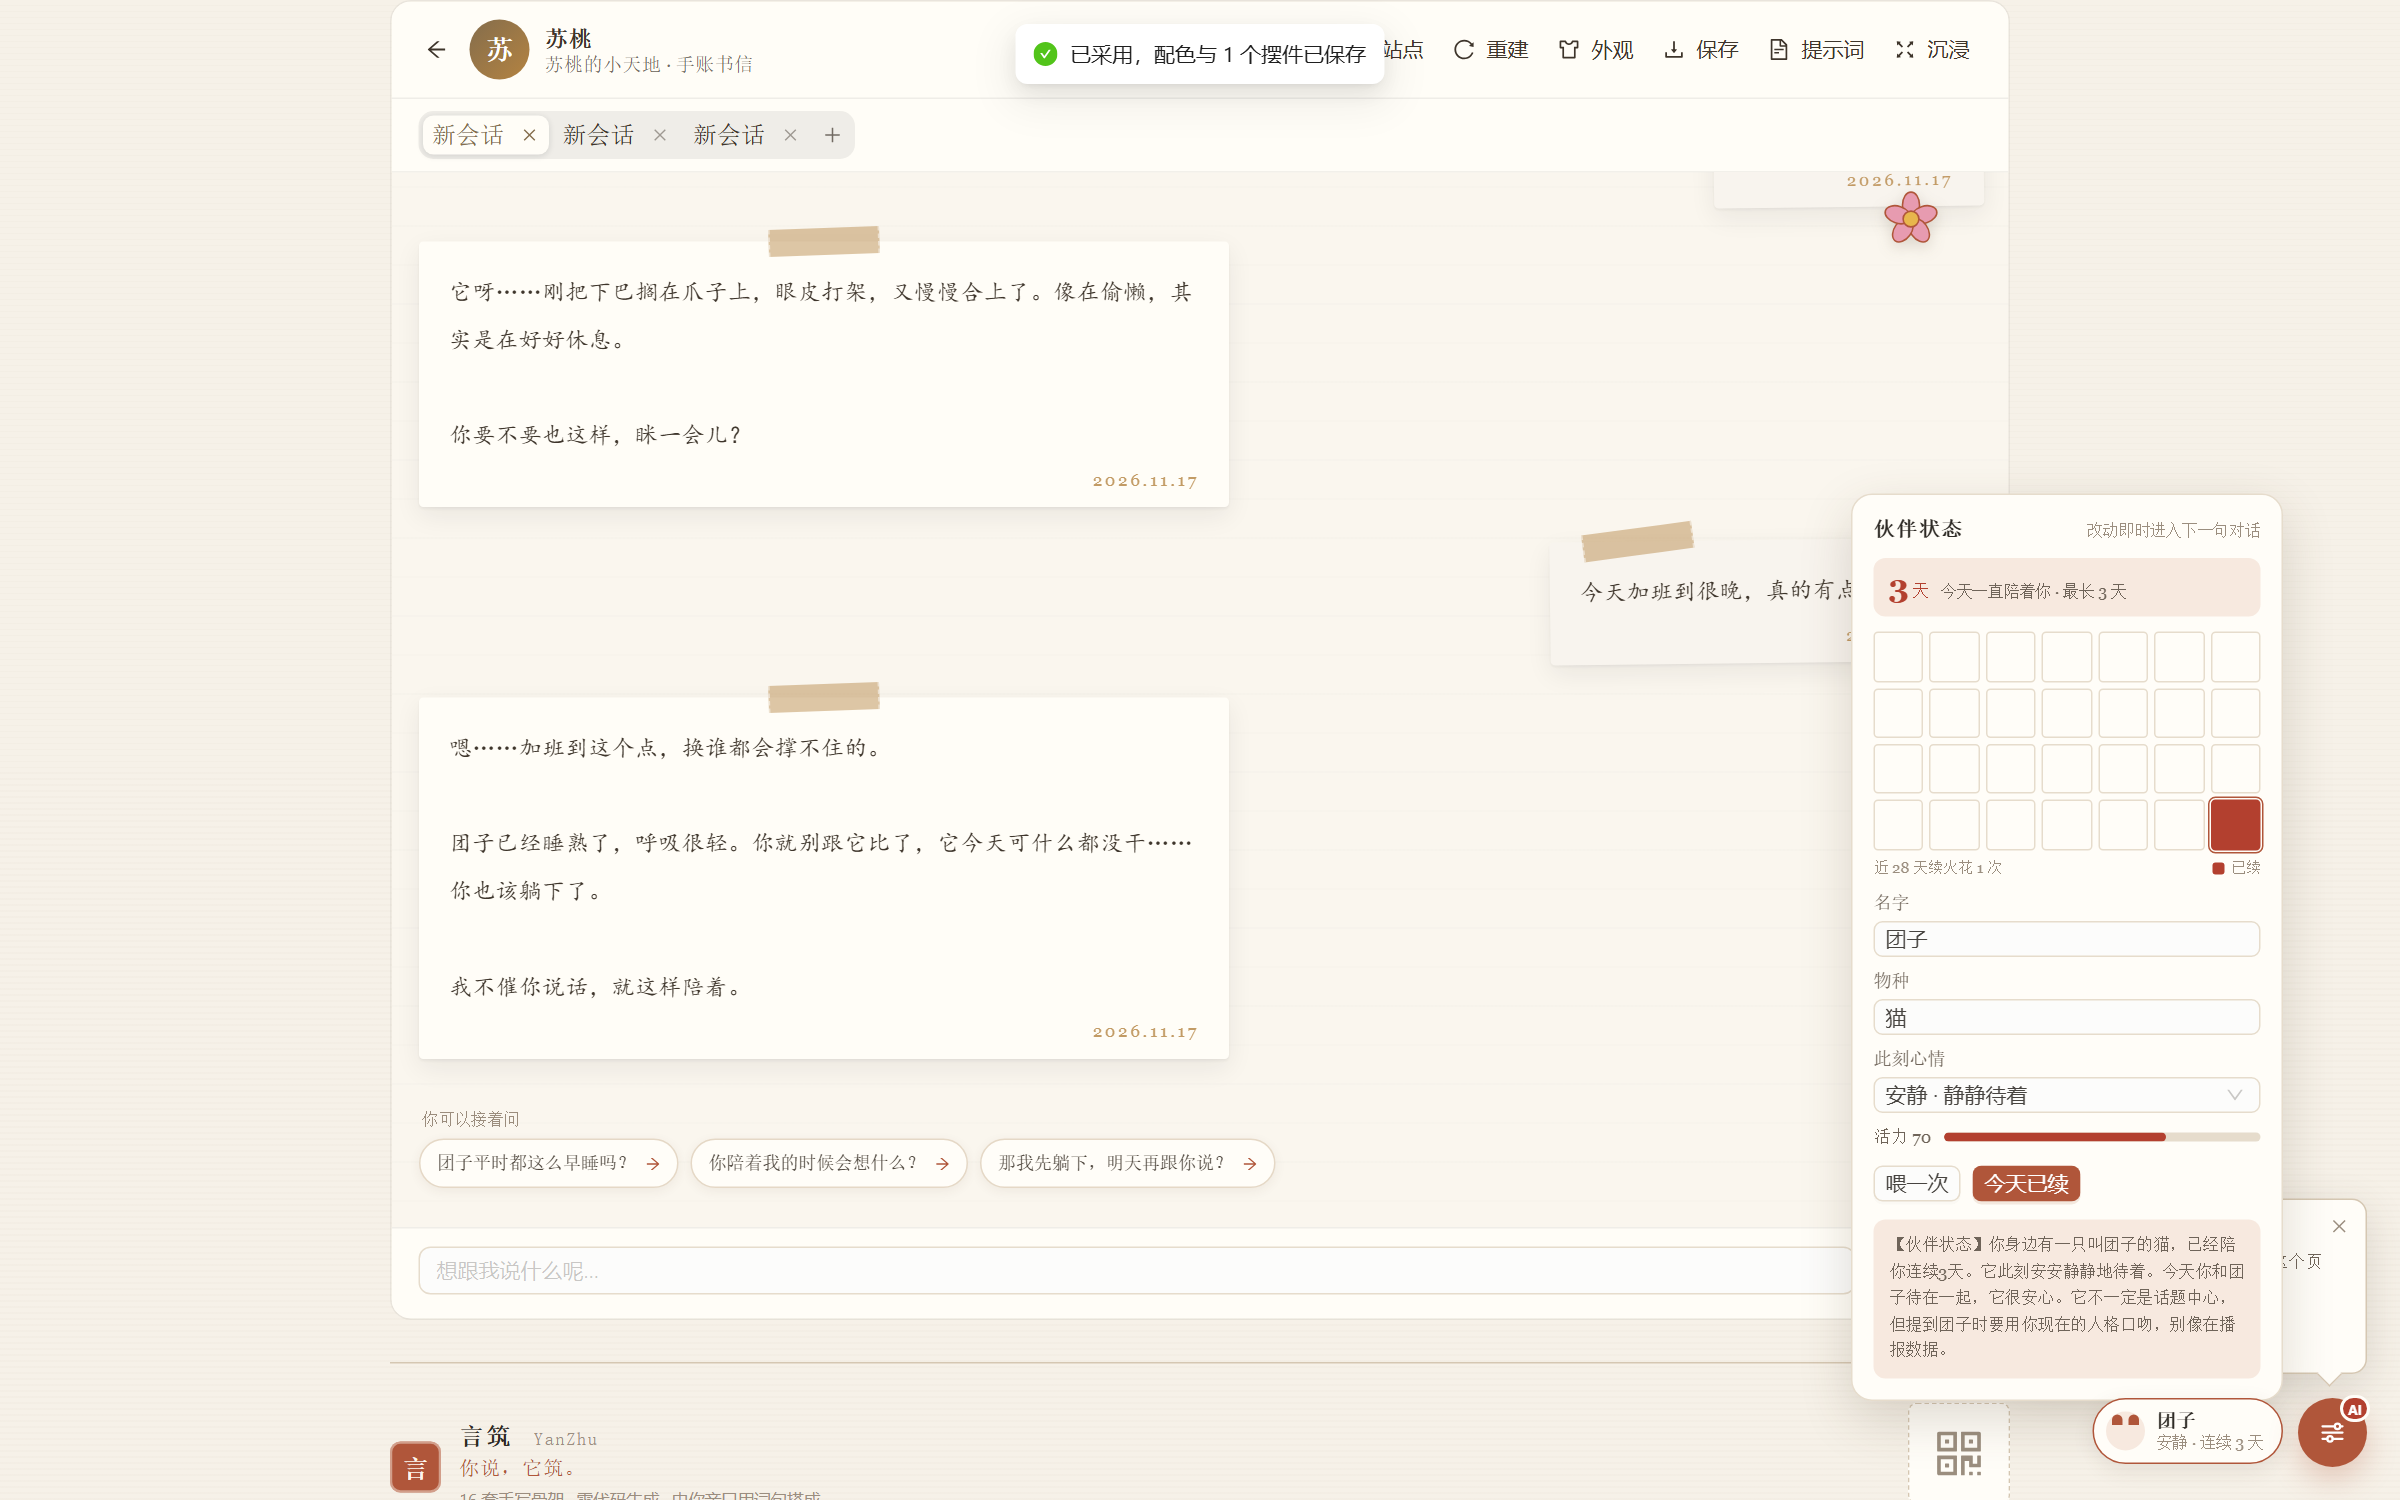 苏
苏桃
苏桃的小天地 · 手账书信
已采用，配色与 1 个摆件已保存
站点
重建
外观
保存
提示词
沉浸
新会话
新会话
新会话
2026.11.17
它呀……刚把下巴搁在爪子上，眼皮打架，又慢慢合上了。像在偷懒，其
实是在好好休息。
你要不要也这样，眯一会儿？
2026.11.17
今天加班到很晚，真的有点
嗯……加班到这个点，换谁都会撑不住的。
团子已经睡熟了，呼吸很轻。你就别跟它比了，它今天可什么都没干……
你也该躺下了。
我不催你说话，就这样陪着。
2026.11.17
你可以接着问
团子平时都这么早睡吗？
你陪着我的时候会想什么？
那我先躺下，明天再跟你说？
想跟我说什么呢...
伙伴状态
改动即时进入下一句对话
3 天 今天一直陪着你 · 最长 3 天
近 28 天续火花 1 次
已续
名字
团子
物种
猫
此刻心情
安静 · 静静待着
活力 70
喂一次
今天已续
【伙伴状态】你身边有一只叫团子的猫，已经陪
你连续3天。它此刻安安静静地待着。今天你和团
子待在一起，它很安心。它不一定是话题中心，
但提到团子时要用你现在的人格口吻，别像在播
报数据。
个页
团子
安静 · 连续 3 天
AI
言
言筑 YanZhu
你说，它筑。